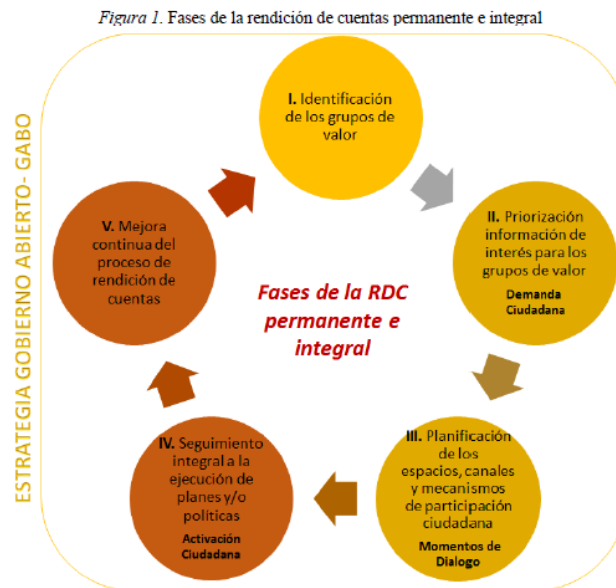 Figura 1. Fases de la rendición de cuentas permanente e integral
ESTRATEGIA GOBIERNO ABIERTO- GABO
I. Identificación
de los grupos de
valor
II. Priorización
información de
interés para los
grupos de valor
Demanda
Ciudadana
III. Planificación
de los
espacios, canales
y mecanismos
de participación
ciudadana
Momentos de
Dialogo
IV. Seguimiento
integral a la
ejecución de
planes y/o
políticas
Activación
Ciudadana
V. Mejora
continua del
proceso de
rendición de
cuentas
Fases de la RDC
permanente e
integral